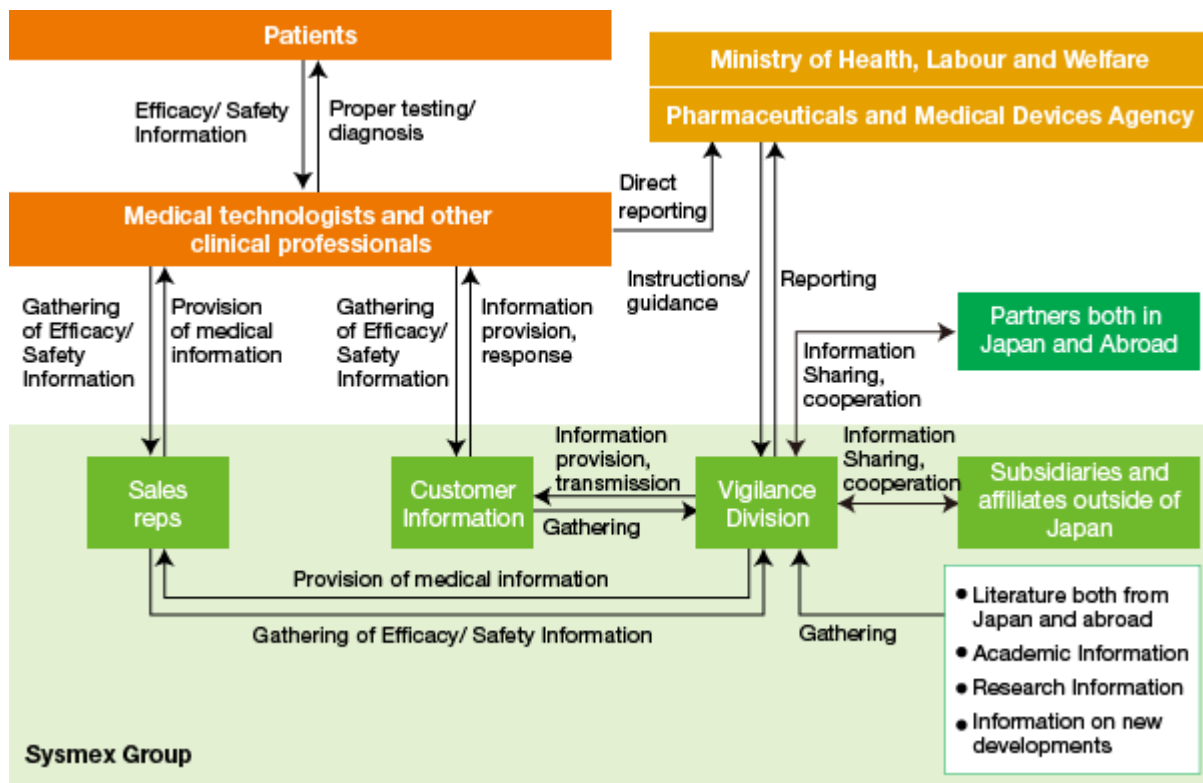 Patients
Ministry of Health, Labour and Welfare
Pharmaceuticals and Medical Devices Agency
Efficacy/ Safety
Information
Proper testing/
diagnosis
Medical technologists and other
clinical professionals
Direct
reporting
Gathering
of Efficacy/
Safety
Information
Provision
of medical
information
Gathering
of Efficacy/
Safety
Information
Information
provision,
response
Instructions/
guidance
Reporting
Partners both in
Japan and Abroad
Information
Sharing,
cooperation
Sales
reps
Customer
Information
Information
provision,
transmission
Gathering
Vigilance
Division
Information
Sharing,
cooperation
Subsidiaries and
affiliates outside of
Japan
Provision of medical information
Gathering of Efficacy/ Safety Information
Gathering
● Literature both from
Japan and abroad
● Academic Information
● Research Information
● Information on new
developments
Sysmex Group